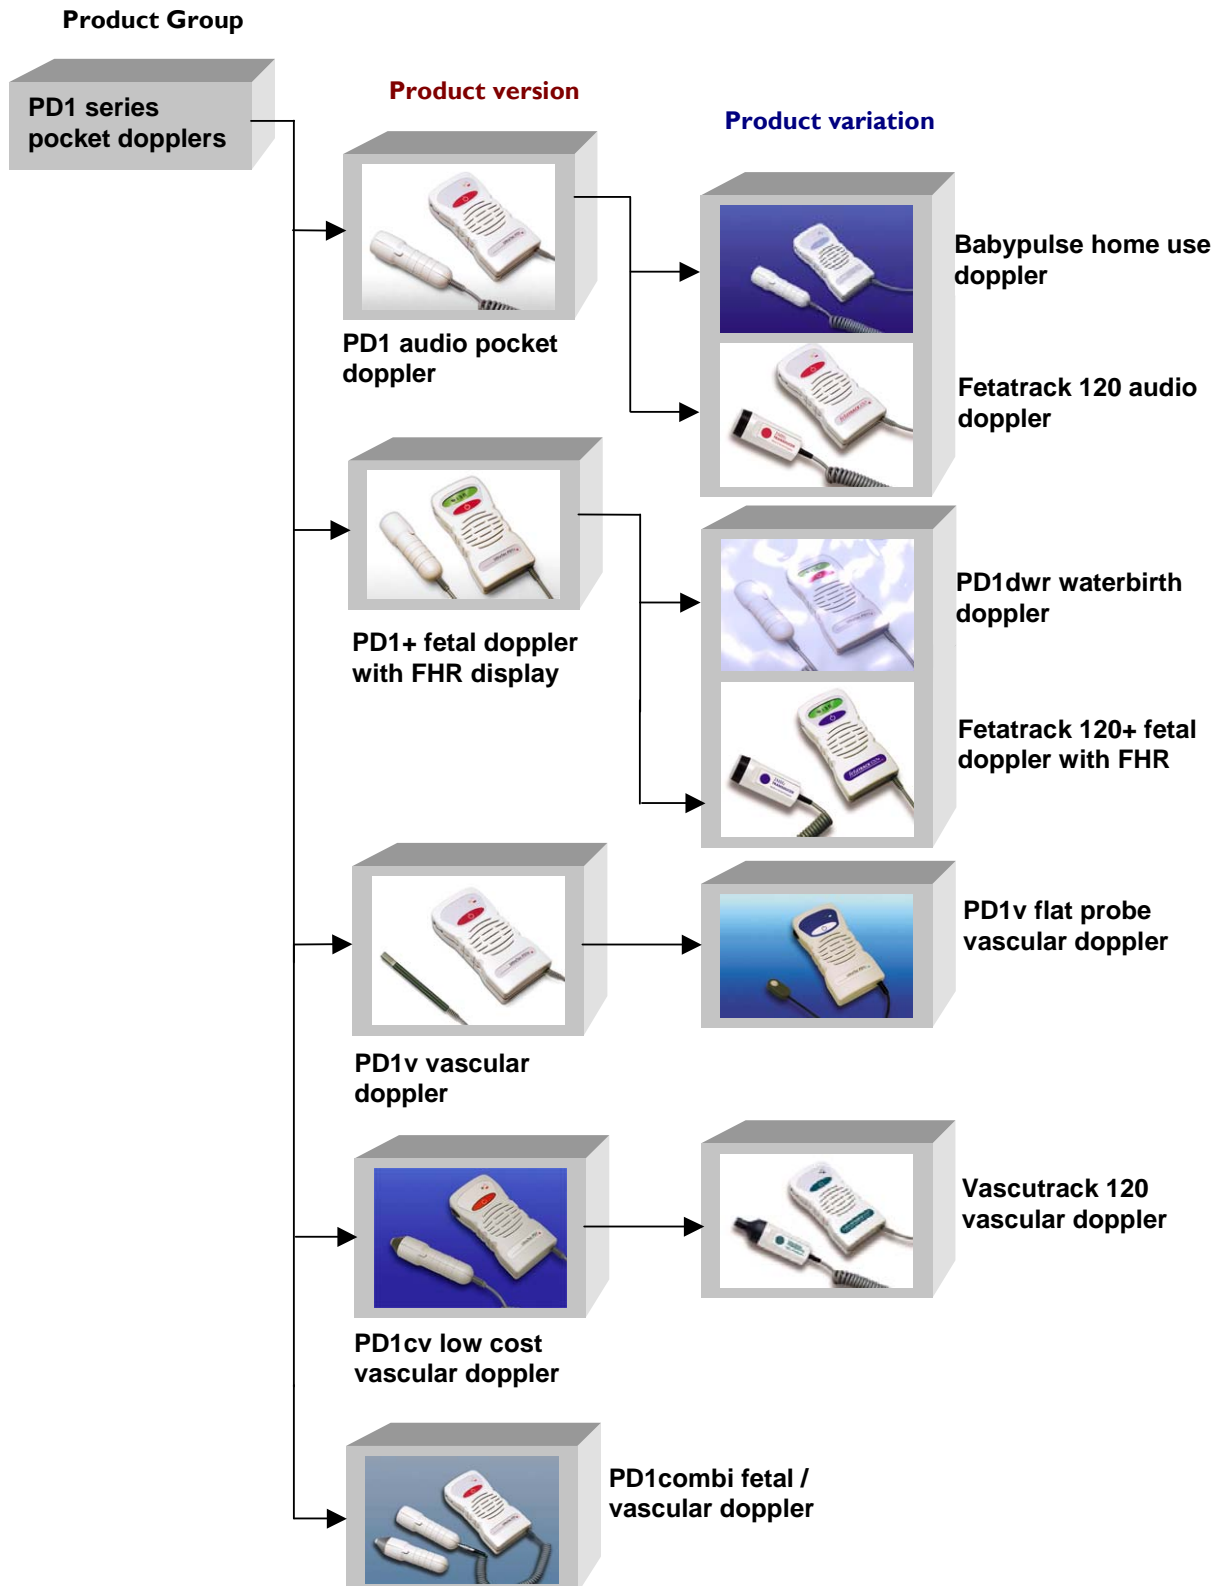 Product Group
PD1 series
pocket dopplers
Product version
Product variation
PD1 audio pocket
doppler
Babypulse home use
doppler
Fetatrack 120 audio
doppler
PD1+ fetal doppler
with FHR display
PD1dwr waterbirth
doppler
Fetatrack 120+ fetal
doppler with FHR
PD1v vascular
doppler
PD1v flat probe
vascular doppler
PD1cv low cost
vascular doppler
Vascutrack 120
vascular doppler
PD1combi fetal /
vascular doppler